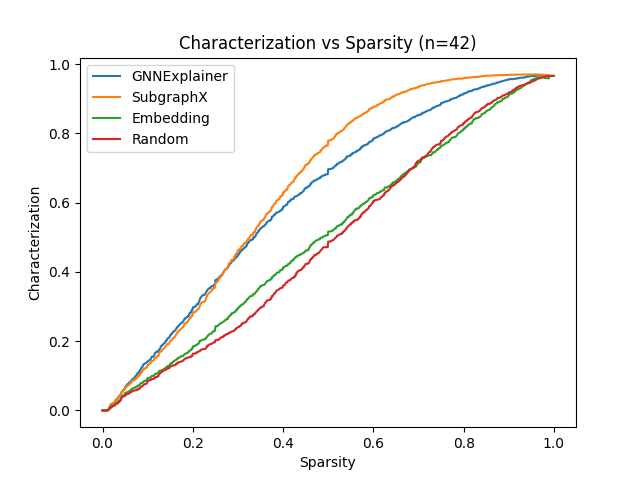 Characterization vs Sparsity (n=42)
GNNExplainer
SubgraphX
Embedding
Random
Characterization
1.0
0.8
0.6
0.4
0.2
0.0
0.0 0.2 0.4 0.6 0.8 1.0
Sparsity